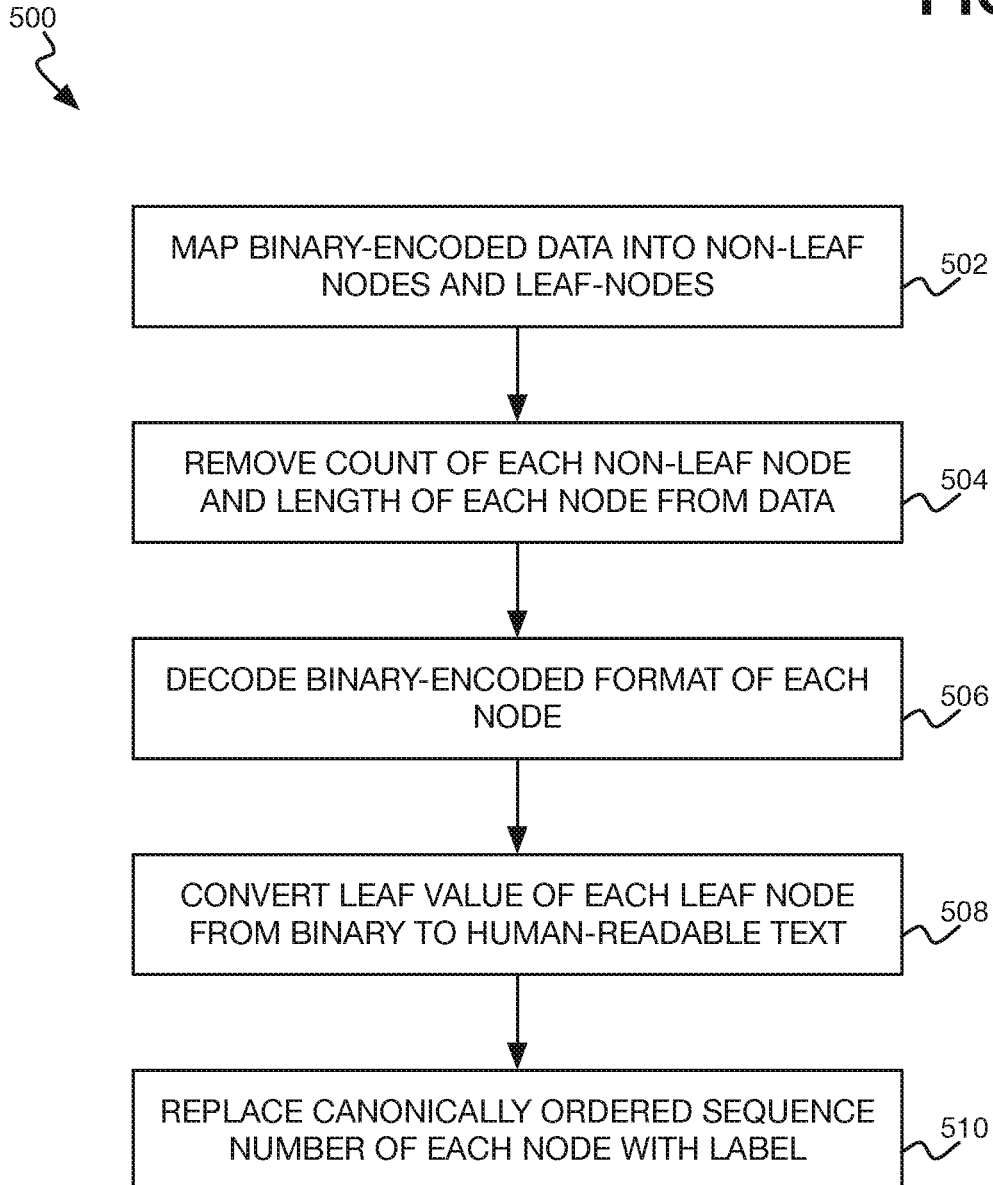 500
MAP BINARY-ENCODED DATA INTO NON-LEAF
NODES AND LEAF-NODES
502
REMOVE COUNT OF EACH NON-LEAF NODE
AND LENGTH OF EACH NODE FROM DATA
504
DECODE BINARY-ENCODED FORMAT OF EACH
NODE
506
CONVERT LEAF VALUE OF EACH LEAF NODE
FROM BINARY TO HUMAN-READABLE TEXT
508
REPLACE CANONICALLY ORDERED SEQUENCE
NUMBER OF EACH NODE WITH LABEL
510